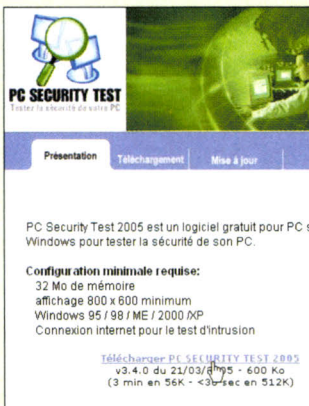 PC SECURITY TEST
Tester la sécurité de votre PC
Présentation
Téléchargement
Mise à jour
PC Security Test 2005 est un logiciel gratuit pour PC
Windows pour tester la sécurité de son PC.
Configuration minimale requise:
32 Mo de mémoire
affichage 800 x 600 minimum
Windows 95 / 98 / ME / 2000 /XP
Connexion internet pour le test d'intrusion
Télécharger PC SECURITY TEST 2005
v3.4.0 du 21/03/ - 600 Ko
(3 min en 56K - sec en 512K)